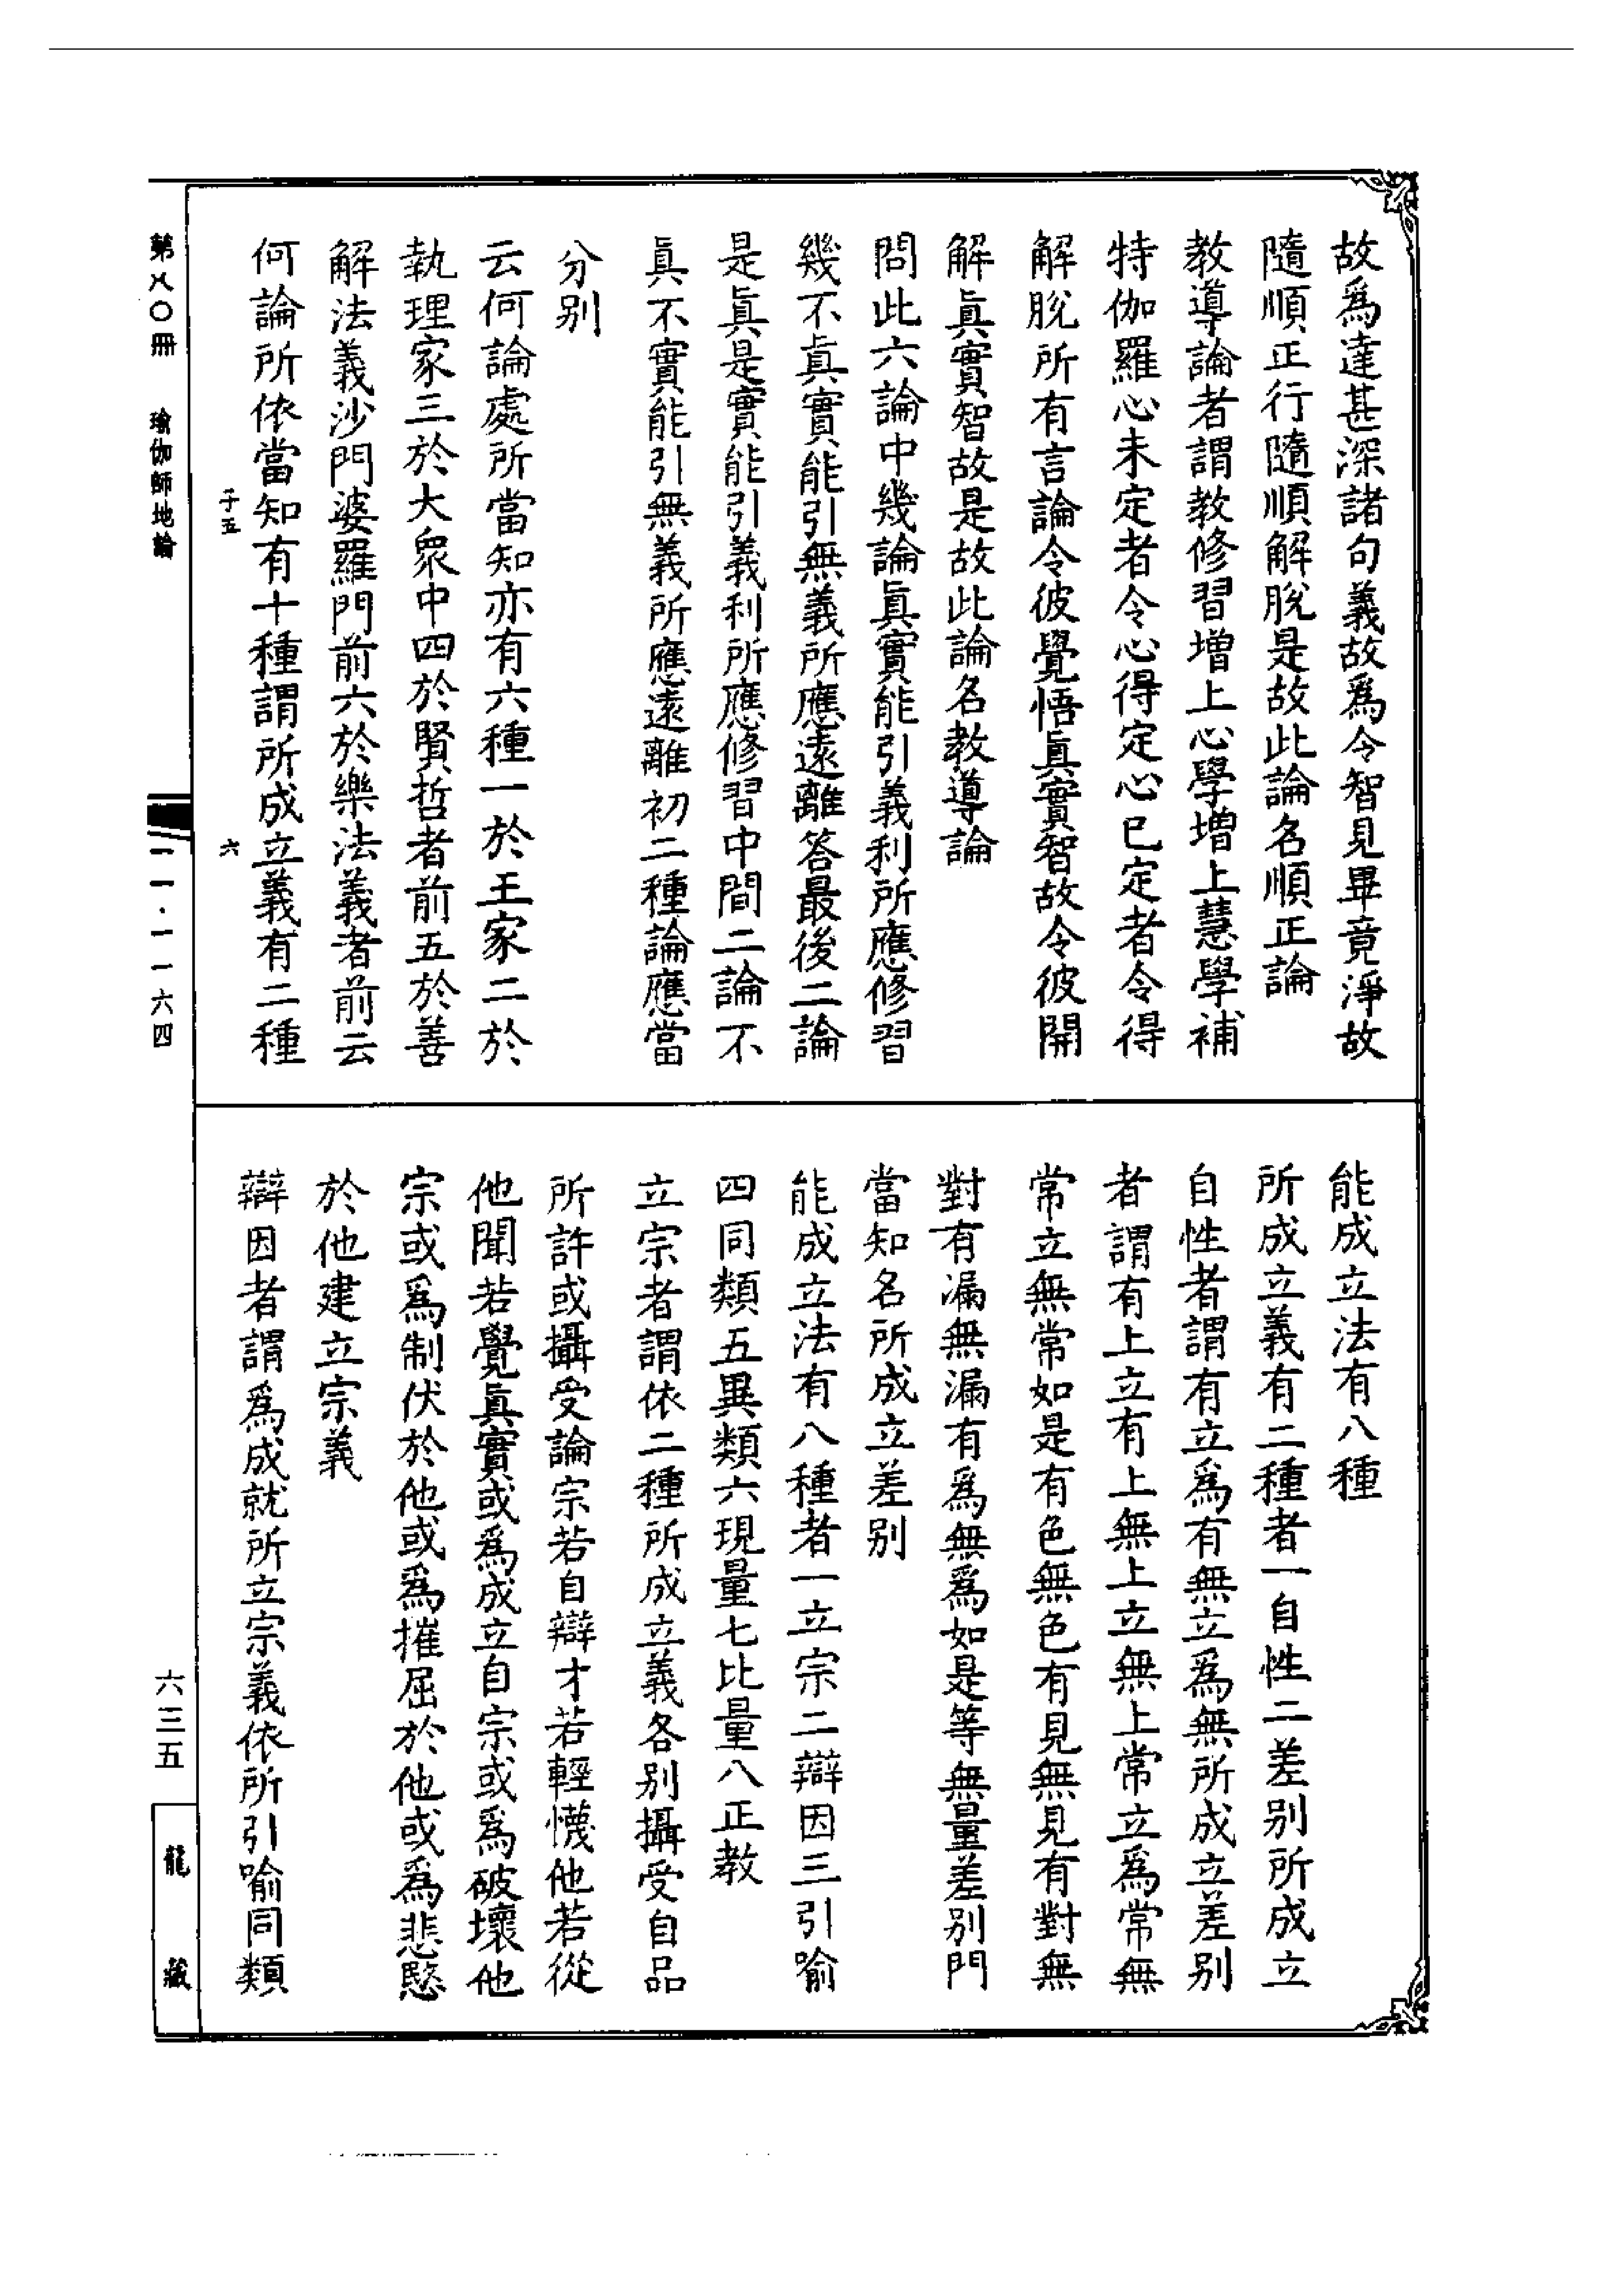 故爲達甚深諸句義故爲令智見畢竟淨故
隨順正行隨順解脫是故此論名順正論
教導論者謂教修習增上心學增上慧學補
特伽羅心未定者令心得定心已定者令得
解脫所有言論令彼覺悟眞實智故令彼開
解眞實智故是故此論名教導論
問此六論中幾論眞實能引義利所應修習
幾不眞實能引無義所應遠離答最後二論
是眞是實能引義利所應修習中間二論不
眞不實能引無義所應遠離初二種論應當
分别
云何論處所當知亦有六種一於王家二於
執理家三於大衆中四於賢哲者前五於善
解法義沙門婆羅門前六於樂法義者前云
何論所依當知有十種謂所成立義有二種
子五
六
能成立法有八種
所成立義有二種者一自性二差别所成立
自性者謂有立爲有無立爲無所成立差别
者謂有上立有上無上立無上常立爲常無
常立無常如是有色無色有見無見有對無
對有漏無漏有爲無爲如是等無量差别門
當知名所成立差别
能成立法有八種者一立宗二辯因三引喻
四同類五異類六現量七比量八正教
立宗者謂依二種所成立義各别攝受自品
所許或攝受論宗若自辯才若輕懱他若從
他聞若覺眞實或爲成立自宗或爲破壞他
宗或爲制伏於他或爲摧屈於他或爲悲愍
於他建立宗義
辯因者謂爲成就所立宗義依所引喻同類
第八〇冊　瑜伽師地論
一一·一一六四
六三五
龍藏